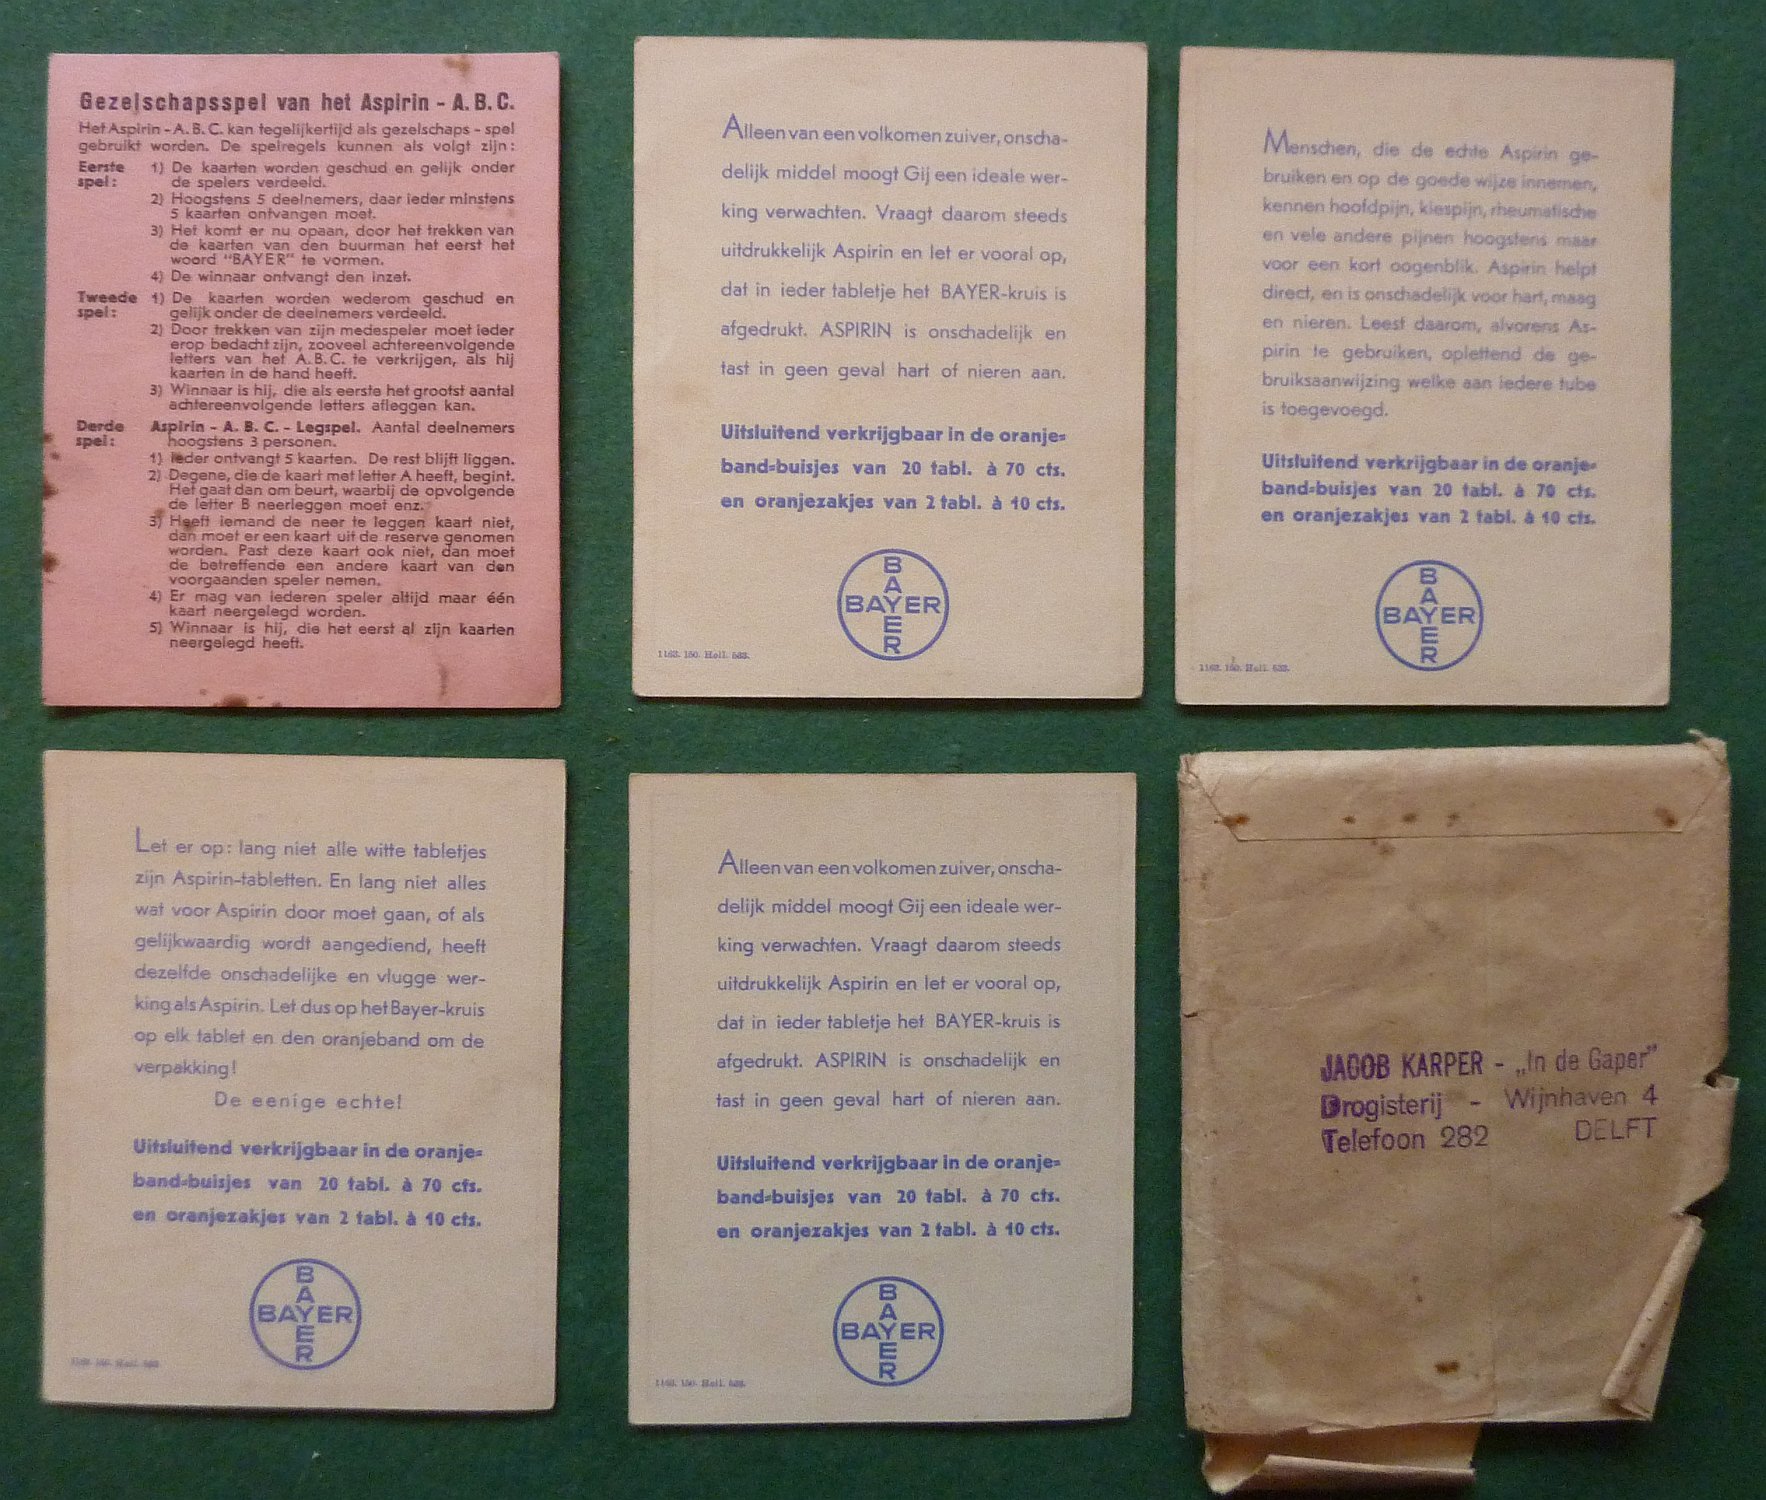 Gezelschapsspel van het Aspirin - A.B.C.
Het Aspirin - A.B.C. kan tegelijkertijd als gezelschaps - spel
gebruikt worden. De spelregels kunnen als volgt zijn:
Eerste spel: 1) De kaarten worden geschud en gelijk onder
de spelers verdeeld.
2) Hoogstens 5 deelnemers, daar ieder minstens
5 kaarten ontvangen moet.
3) Het komt er nu opaan, door het trekken van
de kaarten van den buurman het eerst het
woord "BAYER" te vormen.
4) De winnaar ontvangt den inzet.
Tweede spel: 1) De kaarten worden wederom geschud en
gelijk onder de deelnemers verdeeld.
2) Door trekken van zijn medespeler moet ieder
erop bedacht zijn, zooveel achtereenvolgende
letters van het A.B.C. te verkrijgen, als hij
kaarten in de hand heeft.
3) Winnaar is hij, die als eerste het grootst aantal
achtereenvolgende letters afleggen kan.
Derde spel: Aspirin - A. B. C. - Legspel. Aantal deelnemers
hoogstens 3 personen.
1) Ieder ontvangt 5 kaarten. De rest blijft liggen.
2) Degene, die de kaart met letter A heeft, begint.
Het gaat dan om beurt, waarbij de opvolgende
de letter B neerleggen moet enz.
3) Heeft iemand de neer te leggen kaart niet,
dan moet er een kaart uit de reserve genomen
worden. Past deze kaart ook niet, dan moet
de betreffende een andere kaart van den
voorgaanden speler nemen.
4) Er mag van iederen speler altijd maar één
kaart neergelegd worden.
5) Winnaar is hij, die het eerst al zijn kaarten
neergelegd heeft.
Alleen van een volkomen zuiver, onscha-
delijk middel moogt Gij een ideale wer-
king verwachten. Vraagt daarom steeds
uitdrukkelijk Aspirin en let er vooral op,
dat in ieder tabletje het BAYER-kruis is
afgedrukt. ASPIRIN is onschadelijk en
tast in geen geval hart of nieren aan.
Uitsluitend verkrijgbaar in de oranje=
band=buisjes van 20 tabl. à 70 cts.
en oranjezakjes van 2 tabl. à 10 cts.
BAYER
BAYER
1163. 150. Holl. 533.
Menschen, die de echte Aspirin ge-
bruiken en op de goede wijze innemen,
kennen hoofdpijn, kiespijn, rheumatische
en vele andere pijnen hoogstens maar
voor een kort oogenblik. Aspirin helpt
direct, en is onschadelijk voor hart, maag
en nieren. Leest daarom, alvorens As-
pirin te gebruiken, oplettend de ge-
bruiksaanwijzing welke aan iedere tube
is toegevoegd.
Uitsluitend verkrijgbaar in de oranje=
band=buisjes van 20 tabl. à 70 cts.
en oranjezakjes van 2 tabl. à 10 cts.
BAYER
BAYER
1163. 150. Holl. 533.
Let er op: lang niet alle witte tabletjes
zijn Aspirin-tabletten. En lang niet alles
wat voor Aspirin door moet gaan, of als
gelijkwaardig wordt aangediend, heeft
dezelfde onschadelijke en vlugge wer-
king als Aspirin. Let dus op het Bayer-kruis
op elk tablet en den oranjeband om de
verpakking!
De eenige echte!
Uitsluitend verkrijgbaar in de oranje=
band=buisjes van 20 tabl. à 70 cts.
en oranjezakjes van 2 tabl. à 10 cts.
BAYER
BAYER
1163. 150. Holl. 533
Alleen van een volkomen zuiver, onscha-
delijk middel moogt Gij een ideale wer-
king verwachten. Vraagt daarom steeds
uitdrukkelijk Aspirin en let er vooral op,
dat in ieder tabletje het BAYER-kruis is
afgedrukt. ASPIRIN is onschadelijk en
tast in geen geval hart of nieren aan.
Uitsluitend verkrijgbaar in de oranje=
band=buisjes van 20 tabl. à 70 cts.
en oranjezakjes van 2 tabl. à 10 cts.
BAYER
BAYER
1163. 150. Holl. 533.
JACOB KARPER - „In de Gaper”
Drogisterij - Wijnhaven 4
Telefoon 282 DELFT